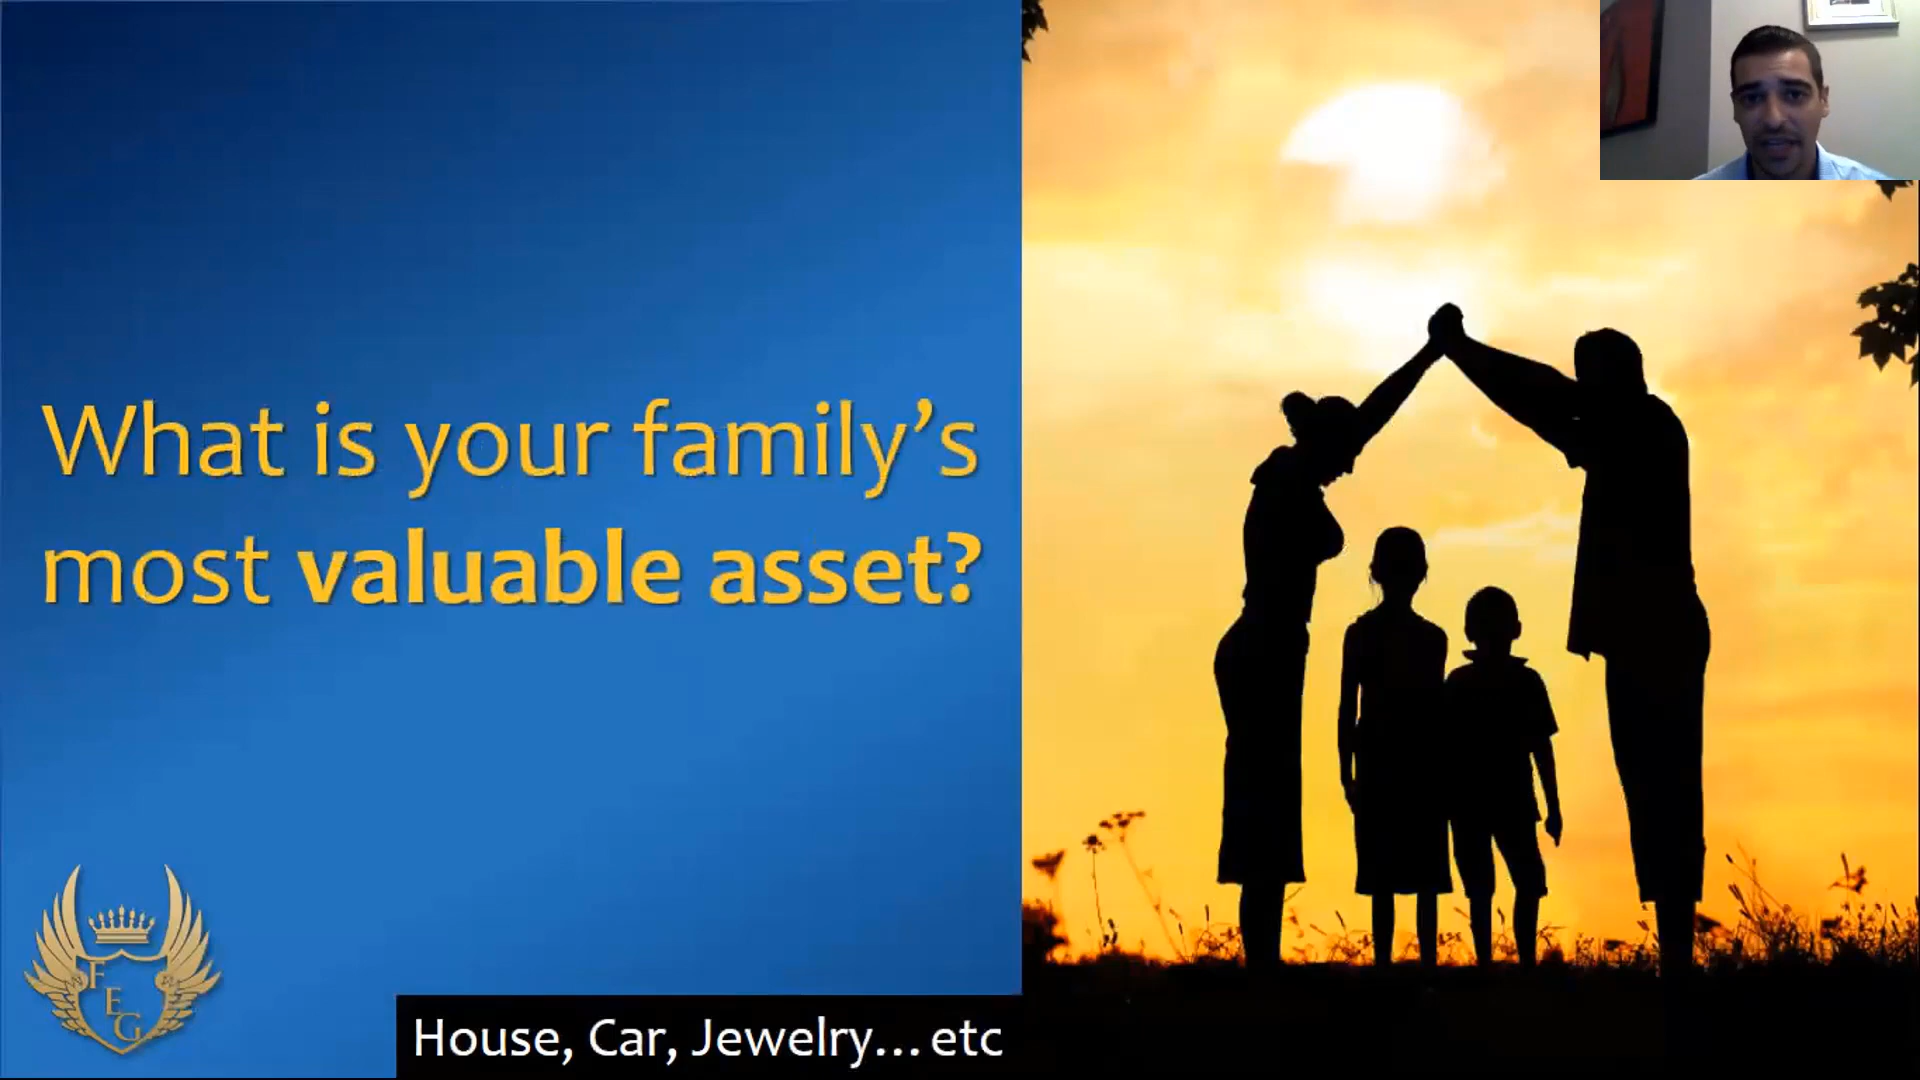 What is your family’s
most valuable asset?
F
E
G
House, Car, Jewelry... etc